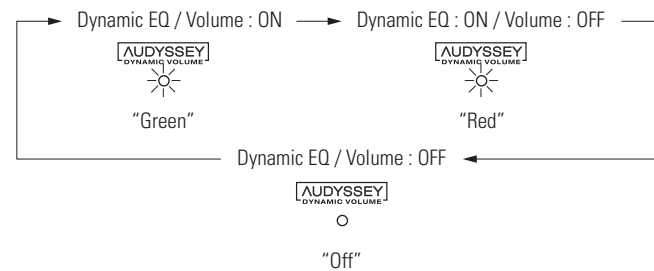 Dynamic EQ / Volume : ON
Dynamic EQ : ON / Volume : OFF
AUDYSSEY
DYNAMIC VOLUME
AUDYSSEY
DYNAMIC VOLUME
“Green”
“Red”
Dynamic EQ / Volume : OFF
AUDYSSEY
DYNAMIC VOLUME
“Off”